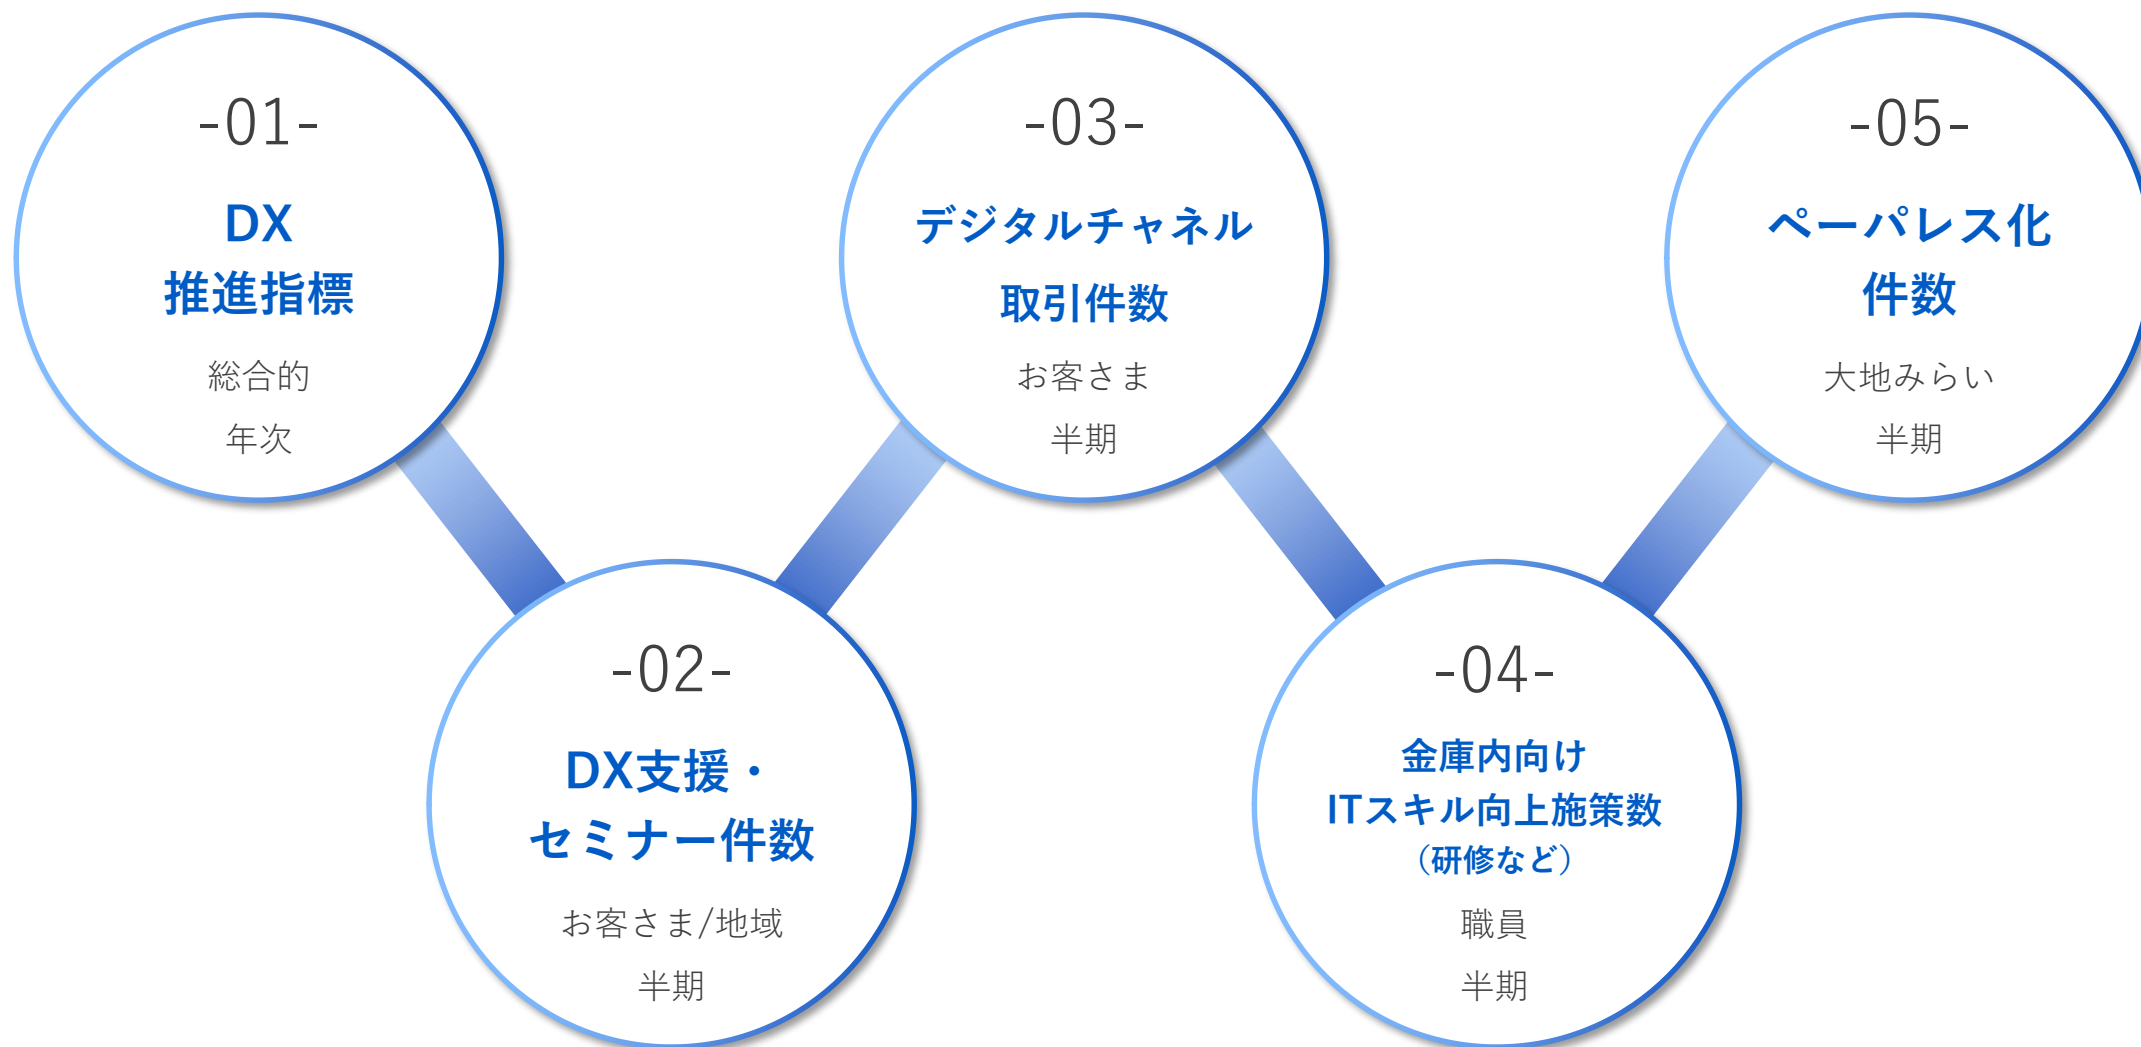 -01-
DX
推進指標
総合的
年次
-02-
DX支援・
セミナー件数
お客さま/地域
半期
-03-
デジタルチャネル
取引件数
お客さま
半期
-04-
金庫内向け
ITスキル向上施策数
（研修など）
職員
半期
-05-
ペーパレス化
件数
大地みらい
半期